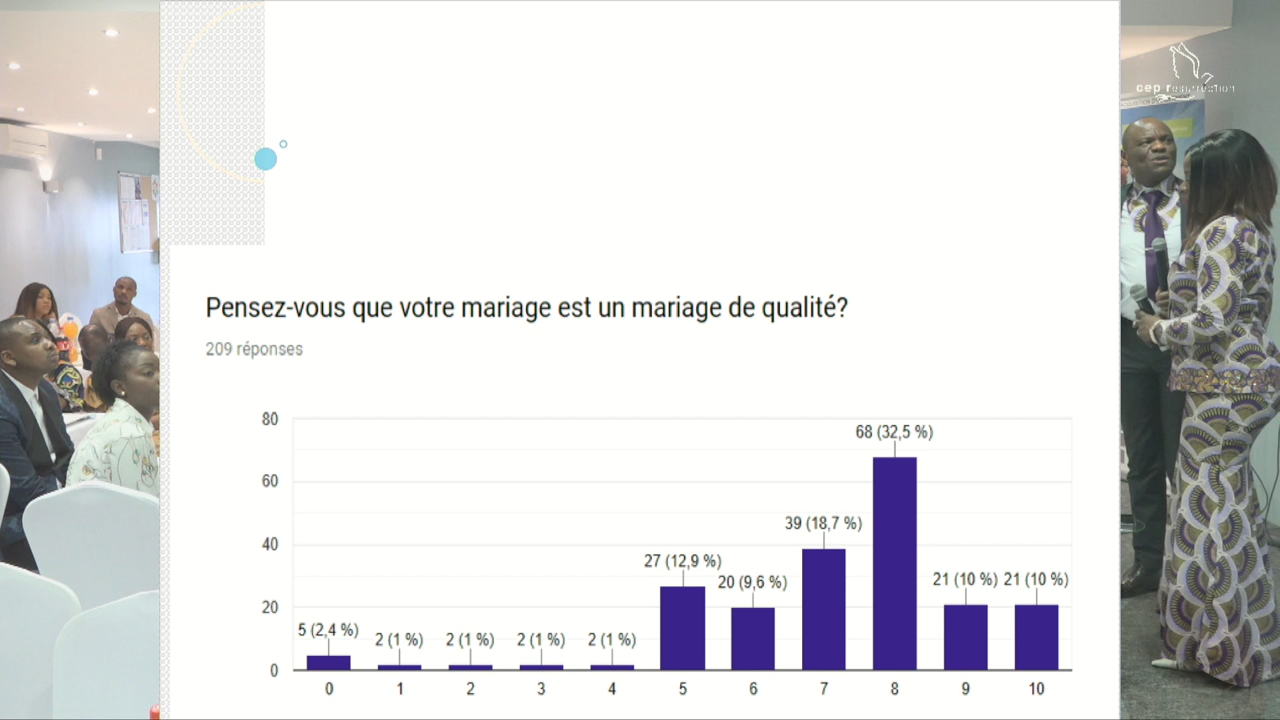 cep résurrection
Pensez-vous que votre mariage est un mariage de qualité?
209 réponses
80
60
40
20
0
5 (2,4 %)
2 (1 %)
2 (1 %)
2 (1 %)
2 (1 %)
27 (12,9 %)
20 (9,6 %)
39 (18,7 %)
68 (32,5 %)
21 (10 %)
21 (10 %)
0 1 2 3 4 5 6 7 8 9 10